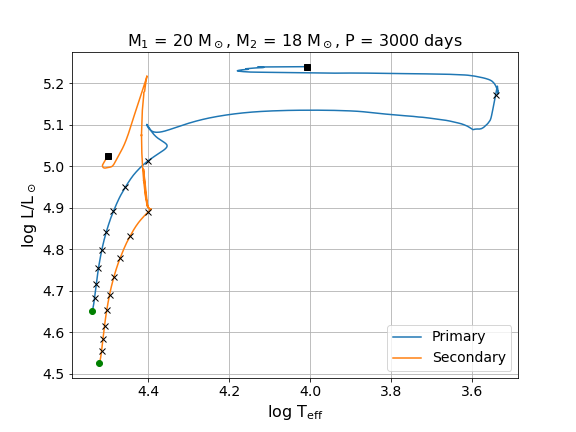 M₁ = 20 M⊙, M₂ = 18 M⊙, P = 3000 days
log L/L⊙
5.2
5.1
5.0
4.9
4.8
4.7
4.6
4.5
Primary
Secondary
4.4 4.2 4.0 3.8 3.6
log T_eff